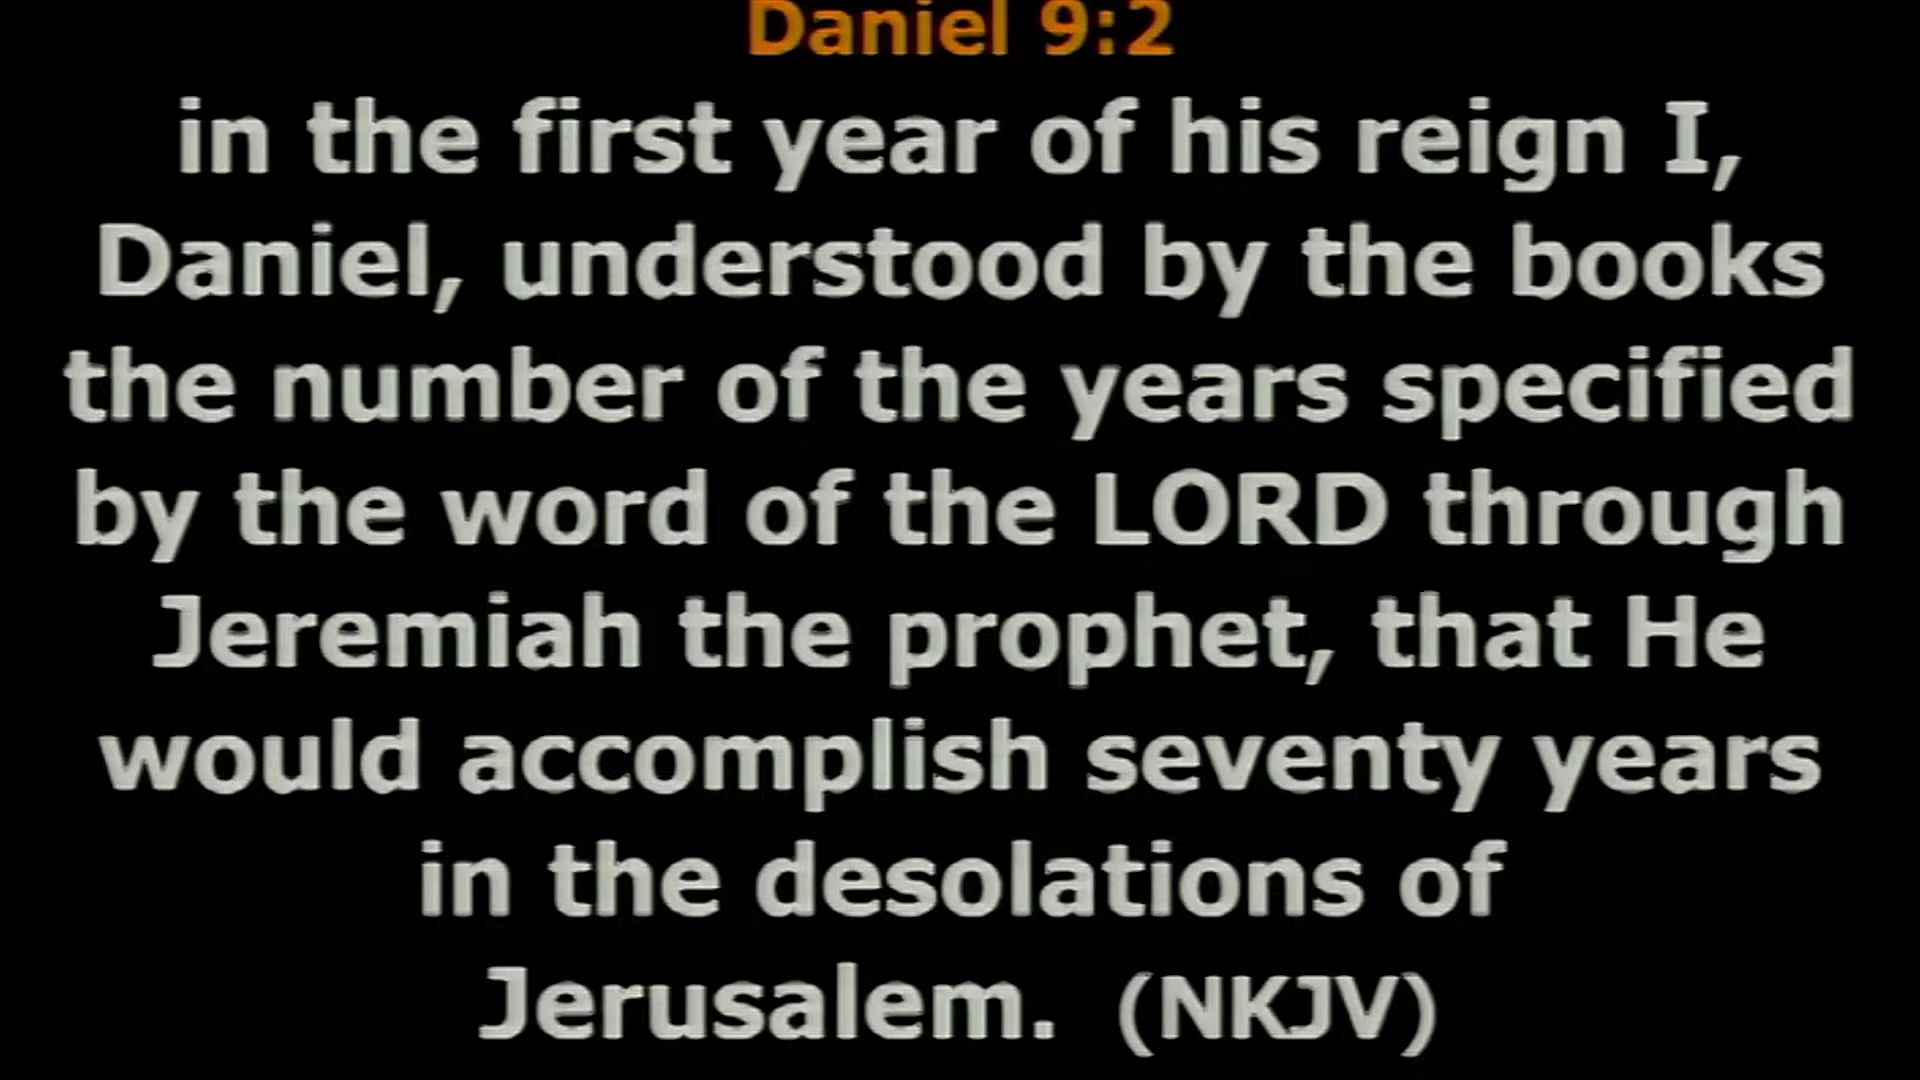 Daniel 9:2
in the first year of his reign I,
Daniel, understood by the books
the number of the years specified
by the word of the LORD through
Jeremiah the prophet, that He
would accomplish seventy years
in the desolations of
Jerusalem. (NKJV)